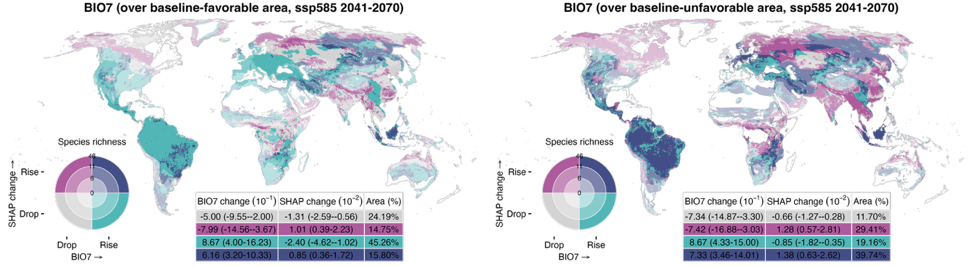 BIO7 (over baseline-favorable area, ssp585 2041-2070)
Species richness
0
SHAP change →
Rise
Drop
Drop
Rise
BIO7 →
BIO7 change (10⁻¹) SHAP change (10⁻²) Area (%)
-5.00 (-9.55--2.00) -1.31 (-2.59--0.56) 24.19%
-7.99 (-14.56--3.67) 1.01 (0.39-2.23) 14.75%
8.67 (4.00-16.23) -2.40 (-4.62--1.02) 45.26%
6.16 (3.20-10.33) 0.85 (0.36-1.72) 15.80%
BIO7 (over baseline-unfavorable area, ssp585 2041-2070)
Species richness
0
SHAP change →
Rise
Drop
Drop
Rise
BIO7 →
BIO7 change (10⁻¹) SHAP change (10⁻²) Area (%)
-7.34 (-14.87--3.30) -0.66 (-1.27--0.28) 11.70%
-7.42 (-16.88--3.03) 1.28 (0.57-2.81) 29.41%
8.67 (4.33-15.00) -0.85 (-1.82--0.35) 19.16%
7.33 (3.46-14.01) 1.38 (0.63-2.62) 39.74%